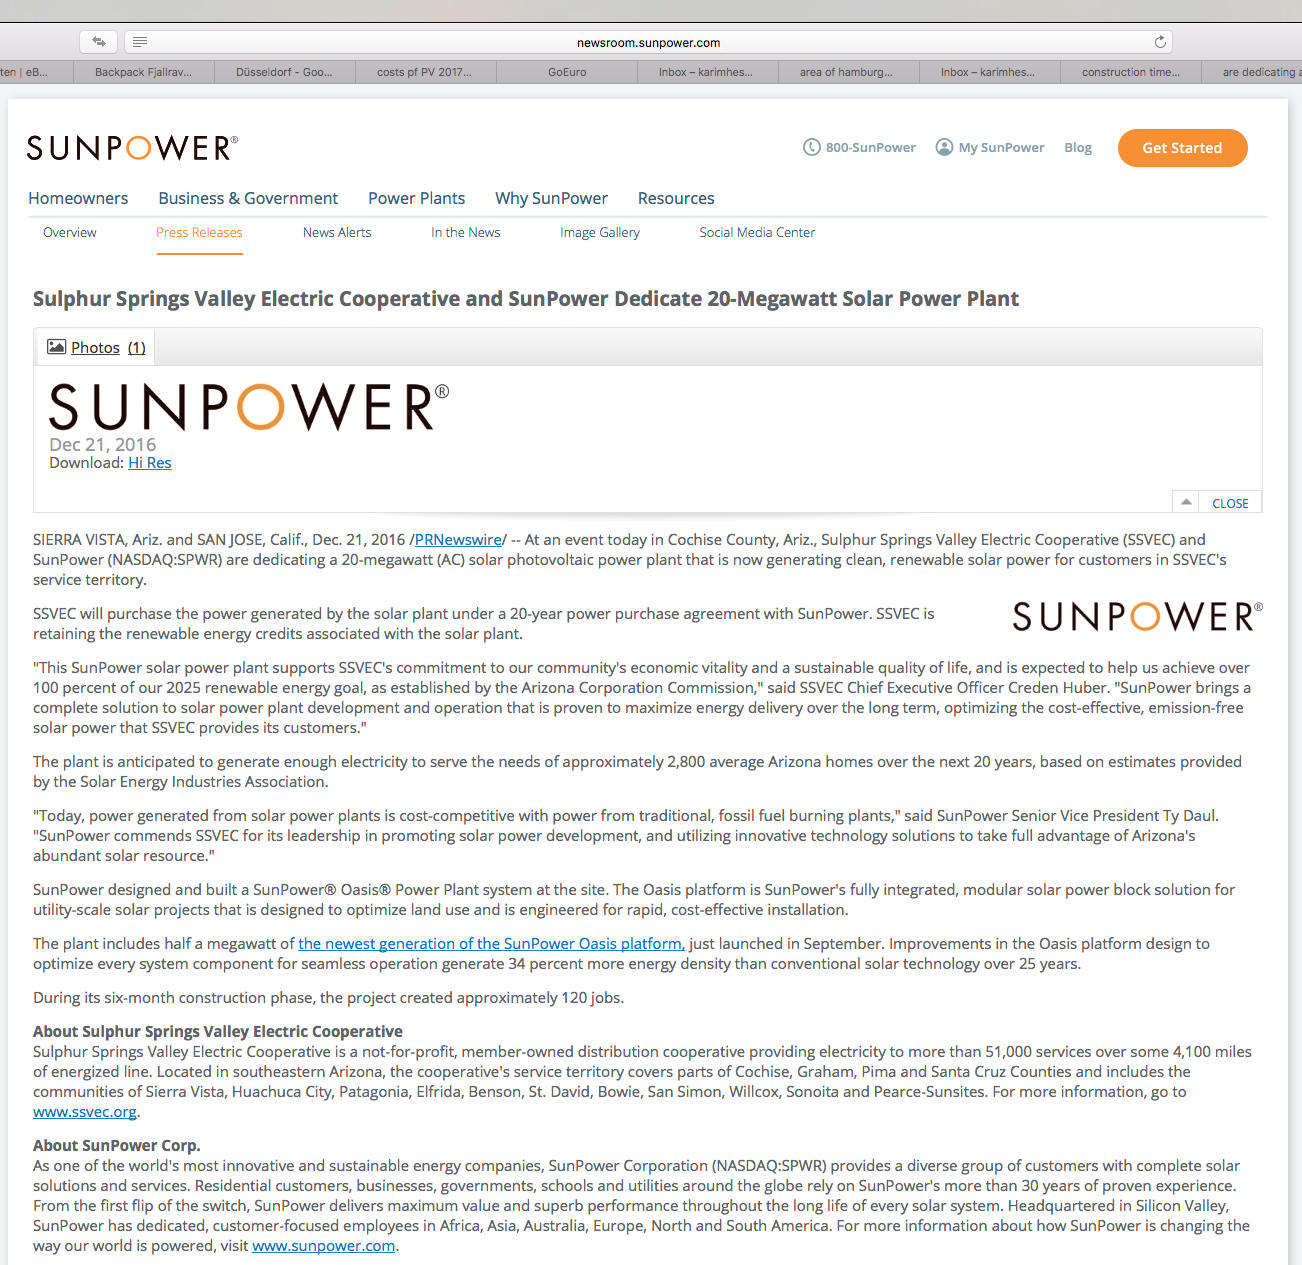 newsroom.sunpower.com
ten | eB... Backpack Fjallrav... Düsseldorf - Goo... costs pf PV 2017... GoEuro Inbox – karimhes... area of hamburg... Inbox – karimhes... construction time... are dedicating a
SUNPOWER®
800-SunPower My SunPower Blog Get Started
Homeowners Business & Government Power Plants Why SunPower Resources
Overview Press Releases News Alerts In the News Image Gallery Social Media Center
Sulphur Springs Valley Electric Cooperative and SunPower Dedicate 20-Megawatt Solar Power Plant
Photos (1)
SUNPOWER®
Dec 21, 2016
Download: Hi Res
CLOSE
SIERRA VISTA, Ariz. and SAN JOSE, Calif., Dec. 21, 2016 /PRNewswire/ -- At an event today in Cochise County, Ariz., Sulphur Springs Valley Electric Cooperative (SSVEC) and
SunPower (NASDAQ:SPWR) are dedicating a 20-megawatt (AC) solar photovoltaic power plant that is now generating clean, renewable solar power for customers in SSVEC's
service territory.
SSVEC will purchase the power generated by the solar plant under a 20-year power purchase agreement with SunPower. SSVEC is
retaining the renewable energy credits associated with the solar plant.
SUNPOWER®
"This SunPower solar power plant supports SSVEC's commitment to our community's economic vitality and a sustainable quality of life, and is expected to help us achieve over
100 percent of our 2025 renewable energy goal, as established by the Arizona Corporation Commission," said SSVEC Chief Executive Officer Creden Huber. "SunPower brings a
complete solution to solar power plant development and operation that is proven to maximize energy delivery over the long term, optimizing the cost-effective, emission-free
solar power that SSVEC provides its customers."
The plant is anticipated to generate enough electricity to serve the needs of approximately 2,800 average Arizona homes over the next 20 years, based on estimates provided
by the Solar Energy Industries Association.
"Today, power generated from solar power plants is cost-competitive with power from traditional, fossil fuel burning plants," said SunPower Senior Vice President Ty Daul.
"SunPower commends SSVEC for its leadership in promoting solar power development, and utilizing innovative technology solutions to take full advantage of Arizona's
abundant solar resource."
SunPower designed and built a SunPower® Oasis® Power Plant system at the site. The Oasis platform is SunPower's fully integrated, modular solar power block solution for
utility-scale solar projects that is designed to optimize land use and is engineered for rapid, cost-effective installation.
The plant includes half a megawatt of the newest generation of the SunPower Oasis platform, just launched in September. Improvements in the Oasis platform design to
optimize every system component for seamless operation generate 34 percent more energy density than conventional solar technology over 25 years.
During its six-month construction phase, the project created approximately 120 jobs.
About Sulphur Springs Valley Electric Cooperative
Sulphur Springs Valley Electric Cooperative is a not-for-profit, member-owned distribution cooperative providing electricity to more than 51,000 services over some 4,100 miles
of energized line. Located in southeastern Arizona, the cooperative's service territory covers parts of Cochise, Graham, Pima and Santa Cruz Counties and includes the
communities of Sierra Vista, Huachuca City, Patagonia, Elfrida, Benson, St. David, Bowie, San Simon, Willcox, Sonoita and Pearce-Sunsites. For more information, go to
www.ssvec.org.
About SunPower Corp.
As one of the world's most innovative and sustainable energy companies, SunPower Corporation (NASDAQ:SPWR) provides a diverse group of customers with complete solar
solutions and services. Residential customers, businesses, governments, schools and utilities around the globe rely on SunPower's more than 30 years of proven experience.
From the first flip of the switch, SunPower delivers maximum value and superb performance throughout the long life of every solar system. Headquartered in Silicon Valley,
SunPower has dedicated, customer-focused employees in Africa, Asia, Australia, Europe, North and South America. For more information about how SunPower is changing the
way our world is powered, visit www.sunpower.com.